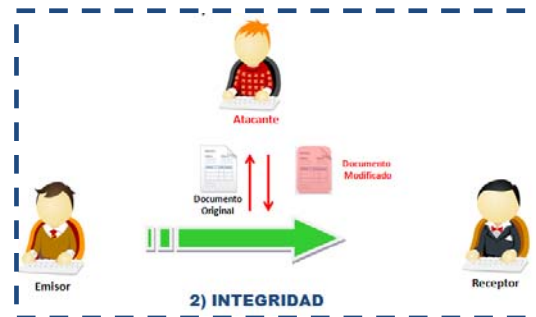 Atacante
Documento
Original
Documento
Modificado
Emisor
Receptor
2) INTEGRIDAD